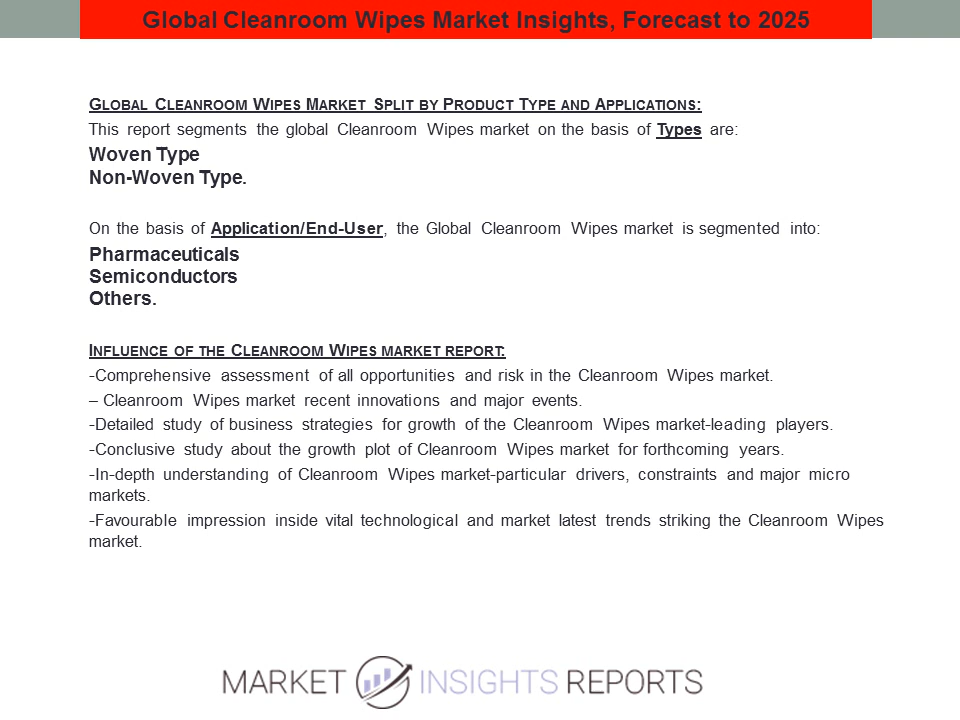 Global Cleanroom Wipes Market Insights, Forecast to 2025
GLOBAL CLEANROOM WIPES MARKET SPLIT BY PRODUCT TYPE AND APPLICATIONS:
This report segments the global Cleanroom Wipes market on the basis of Types are:
Woven Type
Non-Woven Type.
On the basis of Application/End-User, the Global Cleanroom Wipes market is segmented into:
Pharmaceuticals
Semiconductors
Others.
INFLUENCE OF THE CLEANROOM WIPES MARKET REPORT:
-Comprehensive assessment of all opportunities and risk in the Cleanroom Wipes market.
– Cleanroom Wipes market recent innovations and major events.
-Detailed study of business strategies for growth of the Cleanroom Wipes market-leading players.
-Conclusive study about the growth plot of Cleanroom Wipes market for forthcoming years.
-In-depth understanding of Cleanroom Wipes market-particular drivers, constraints and major micro
markets.
-Favourable impression inside vital technological and market latest trends striking the Cleanroom Wipes
market.
MARKET INSIGHTS REPORTS